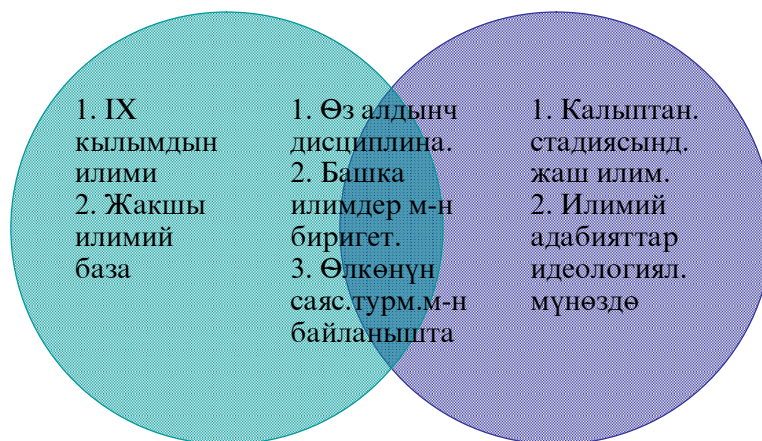 1. IX
кылымдын
илими
2. Жакшы
илимий
база
1. Өз алдынч
дисциплина.
2. Башка
илимдер м-н
биригет.
3. Өлкөнүн
саяс.турм.м-н
байланышта
1. Калыптан.
стадиясынд.
жаш илим.
2. Илимий
адабияттар
идеологиял.
мүнөздө